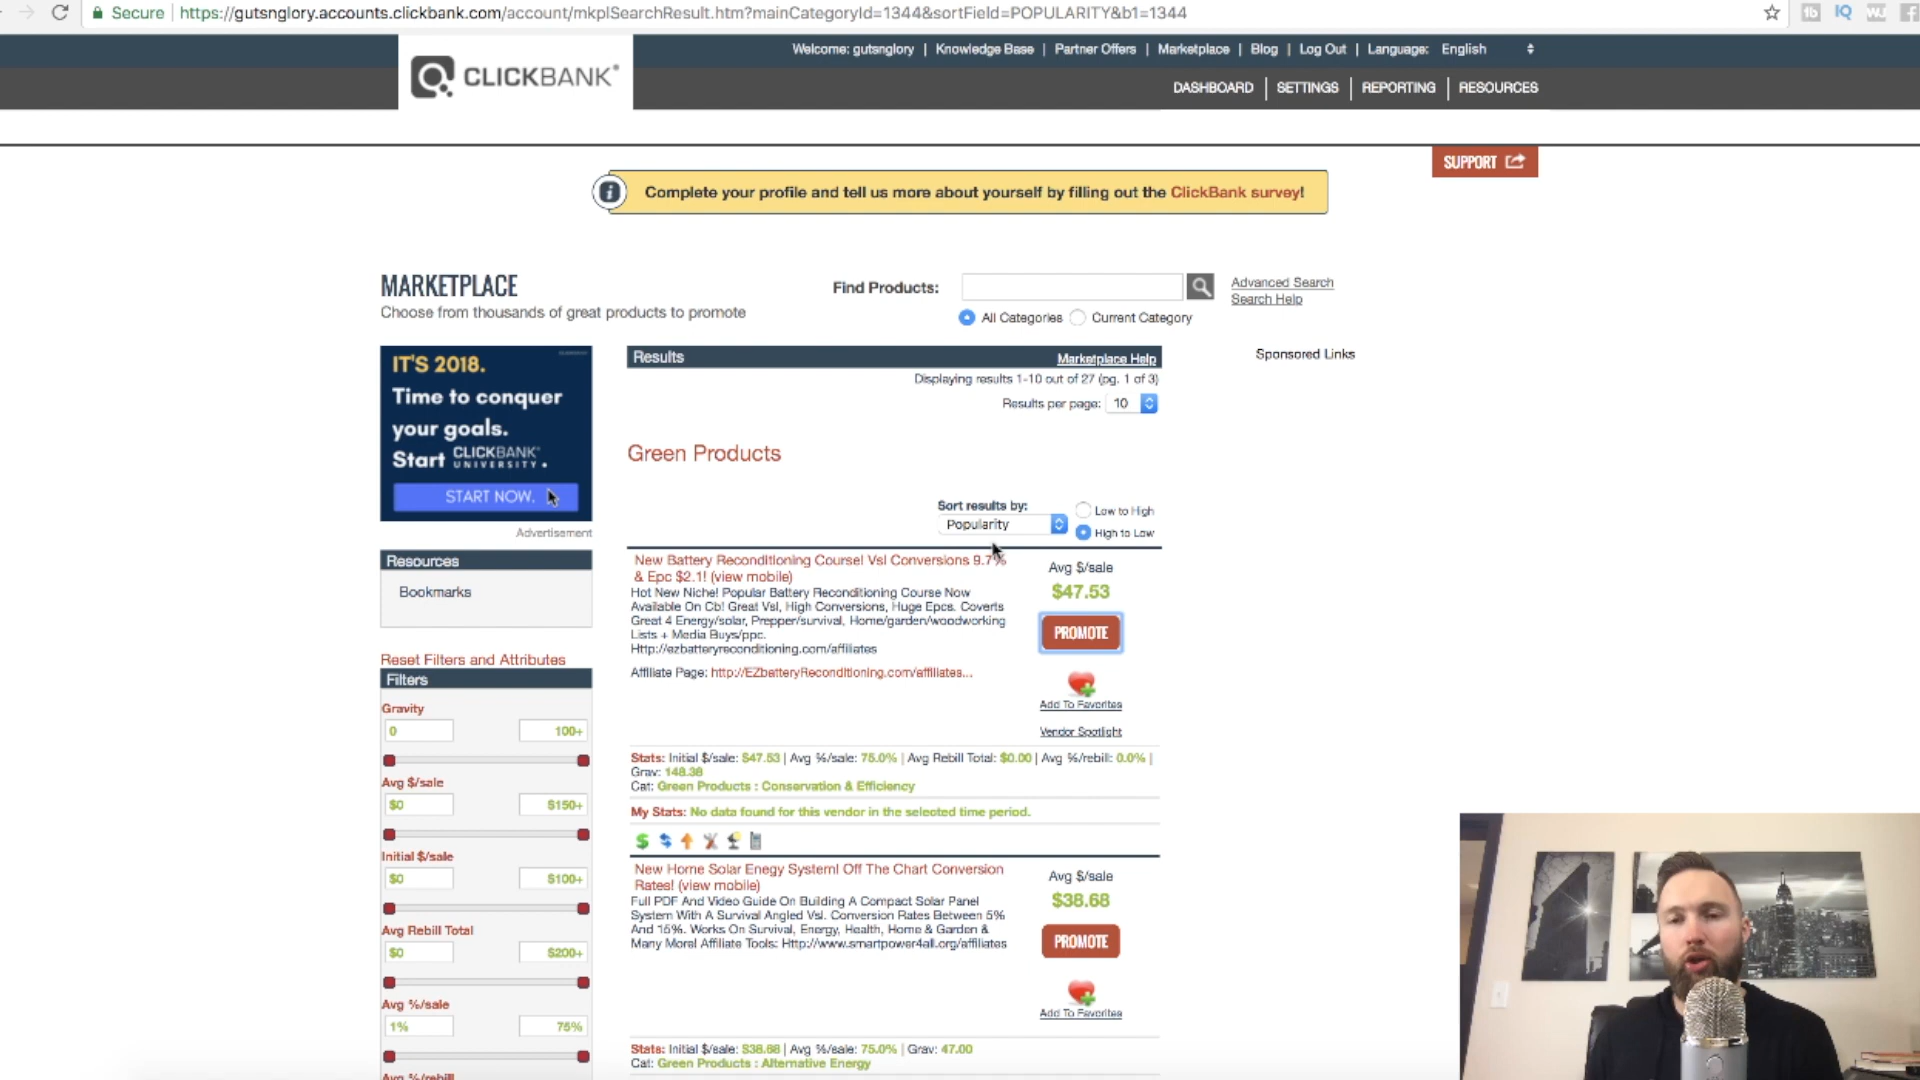 Secure https://gutsnglory.accounts.clickbank.com/account/mkplSearchResult.htm?mainCategoryId=1344&sortField=POPULARITY&b1=1344
Welcome: gutsnglory | Knowledge Base | Partner Offers | Marketplace | Blog | Log Out | Language: English
CLICKBANK
DASHBOARD | SETTINGS | REPORTING | RESOURCES
SUPPORT
Complete your profile and tell us more about yourself by filling out the ClickBank survey!
MARKETPLACE
Choose from thousands of great products to promote
Find Products:
Advanced Search
Search Help
All Categories Current Category
IT'S 2018.
Time to conquer
your goals.
Start CLICKBANK UNIVERSITY
START NOW.
Advertisement
Resources
Bookmarks
Reset Filters and Attributes
Filters
Gravity
0 100+
Avg $/sale
$0 $150+
Initial $/sale
$0 $100+
Avg Rebill Total
$0 $200+
Avg %/sale
1% 75%
Avg %/rebill
Results Marketplace Help
Displaying results 1-10 out of 27 (pg. 1 of 3)
Results per page: 10
Green Products
Sort results by:
Popularity
Low to High
High to Low
New Battery Reconditioning Course! Vsl Conversions 9.7%
& Epc $2.1! (view mobile)
Hot New Niche! Popular Battery Reconditioning Course Now
Available On Cb! Great Vsl, High Conversions, Huge Epcs. Coverts
Great 4 Energy/solar, Prepper/survival, Home/garden/woodworking
Lists + Media Buys/ppc.
Http://ezbatteryreconditioning.com/affiliates
Affiliate Page: http://EZbatteryReconditioning.com/affiliates...
Avg $/sale
$47.53
PROMOTE
Add To Favorites
Vendor Spotlight
Stats: Initial $/sale: $47.53 | Avg %/sale: 75.0% | Avg Rebill Total: $0.00 | Avg %/rebill: 0.0% |
Grav: 148.38
Cat: Green Products : Conservation & Efficiency
My Stats: No data found for this vendor in the selected time period.
New Home Solar Enegy System! Off The Chart Conversion
Rates! (view mobile)
Full PDF And Video Guide On Building A Compact Solar Panel
System With A Survival Angled Vsl. Conversion Rates Between 5%
And 15%. Works On Survival, Energy, Health, Home & Garden &
Many More! Affiliate Tools: Http://www.smartpower4all.org/affiliates
Avg $/sale
$38.68
PROMOTE
Add To Favorites
Stats: Initial $/sale: $38.68 | Avg %/sale: 75.0% | Grav: 47.00
Cat: Green Products : Alternative Energy
Sponsored Links